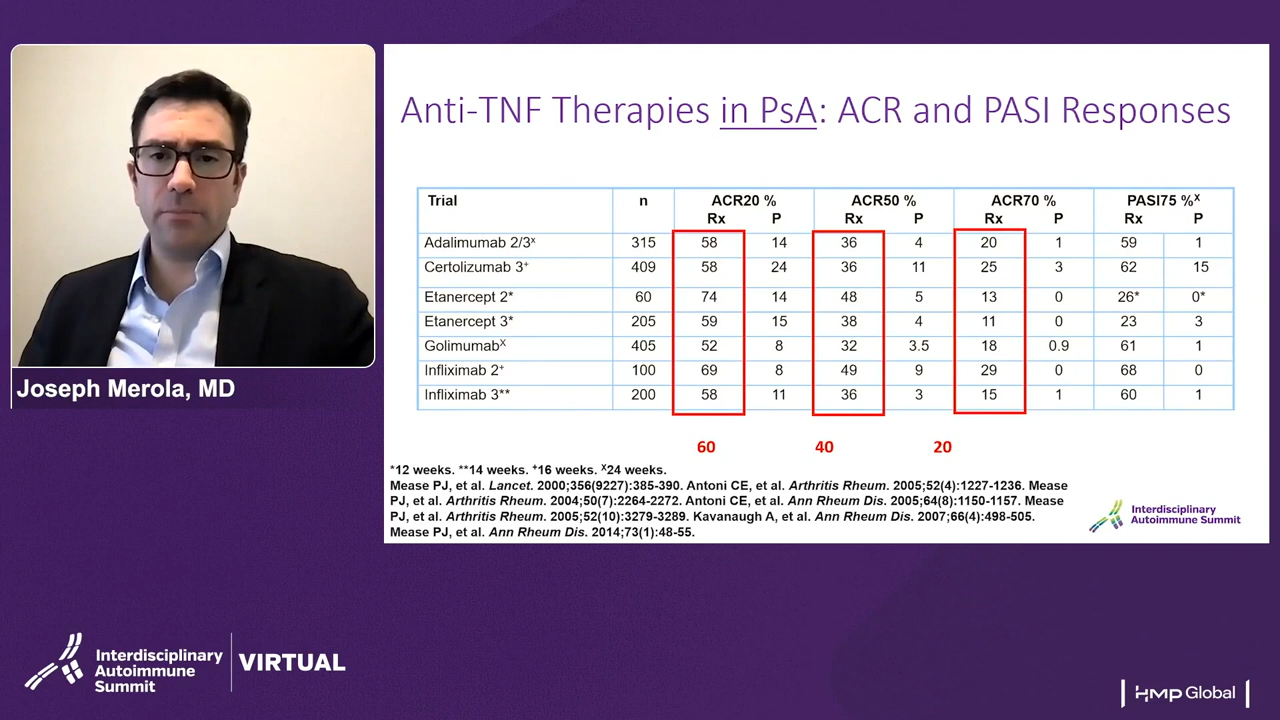 Anti-TNF Therapies in PsA: ACR and PASI Responses
Trial n ACR20 % ACR50 % ACR70 % PASI75 %X
Rx P Rx P Rx P Rx P
Adalimumab 2/3x 315 58 14 36 4 20 1 59 1
Certolizumab 3+ 409 58 24 36 11 25 3 62 15
Etanercept 2* 60 74 14 48 5 13 0 26* 0*
Etanercept 3* 205 59 15 38 4 11 0 23 3
GolimumabX 405 52 8 32 3.5 18 0.9 61 1
Infliximab 2+ 100 69 8 49 9 29 0 68 0
Infliximab 3** 200 58 11 36 3 15 1 60 1
60 40 20
*12 weeks. **14 weeks. +16 weeks. X24 weeks.
Mease PJ, et al. Lancet. 2000;356(9227):385-390. Antoni CE, et al. Arthritis Rheum. 2005;52(4):1227-1236. Mease
PJ, et al. Arthritis Rheum. 2004;50(7):2264-2272. Antoni CE, et al. Ann Rheum Dis. 2005;64(8):1150-1157. Mease
PJ, et al. Arthritis Rheum. 2005;52(10):3279-3289. Kavanaugh A, et al. Ann Rheum Dis. 2007;66(4):498-505.
Mease PJ, et al. Ann Rheum Dis. 2014;73(1):48-55.
Interdisciplinary
Autoimmune Summit
Joseph Merola, MD
Interdisciplinary
Autoimmune
Summit
VIRTUAL
HMP Global